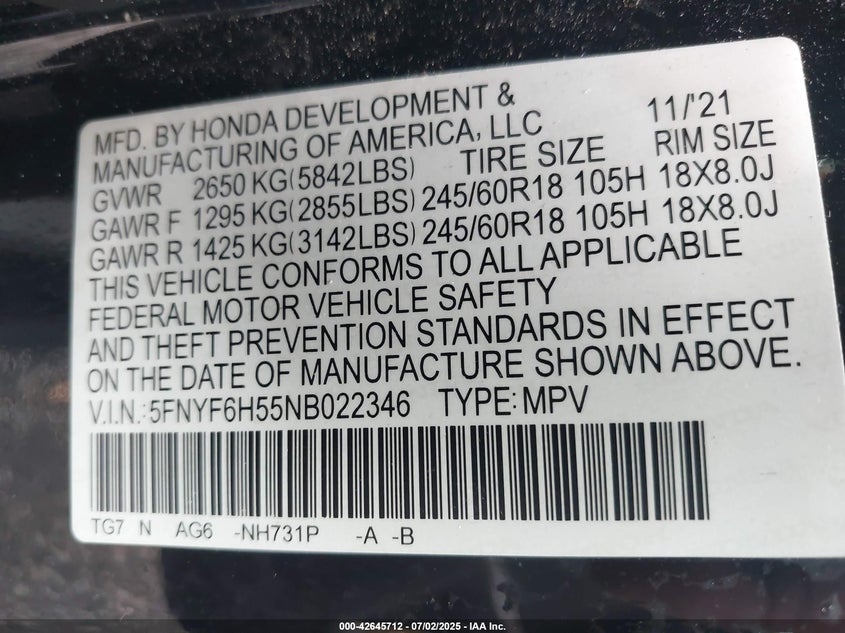 MFD. BY HONDA DEVELOPMENT & 11/'21
MANUFACTURING OF AMERICA, LLC
GVWR 2650 KG(5842LBS) TIRE SIZE RIM SIZE
GAWR F 1295 KG(2855LBS) 245/60R18 105H 18X8.0J
GAWR R 1425 KG(3142LBS) 245/60R18 105H 18X8.0J
THIS VEHICLE CONFORMS TO ALL APPLICABLE
FEDERAL MOTOR VEHICLE SAFETY
AND THEFT PREVENTION STANDARDS IN EFFECT
ON THE DATE OF MANUFACTURE SHOWN ABOVE.
V.I.N.:5FNYF6H55NB022346 TYPE:MPV
TG7 N AG6 -NH731P -A -B
000-42645712 - 07/02/2025 - IAA Inc.